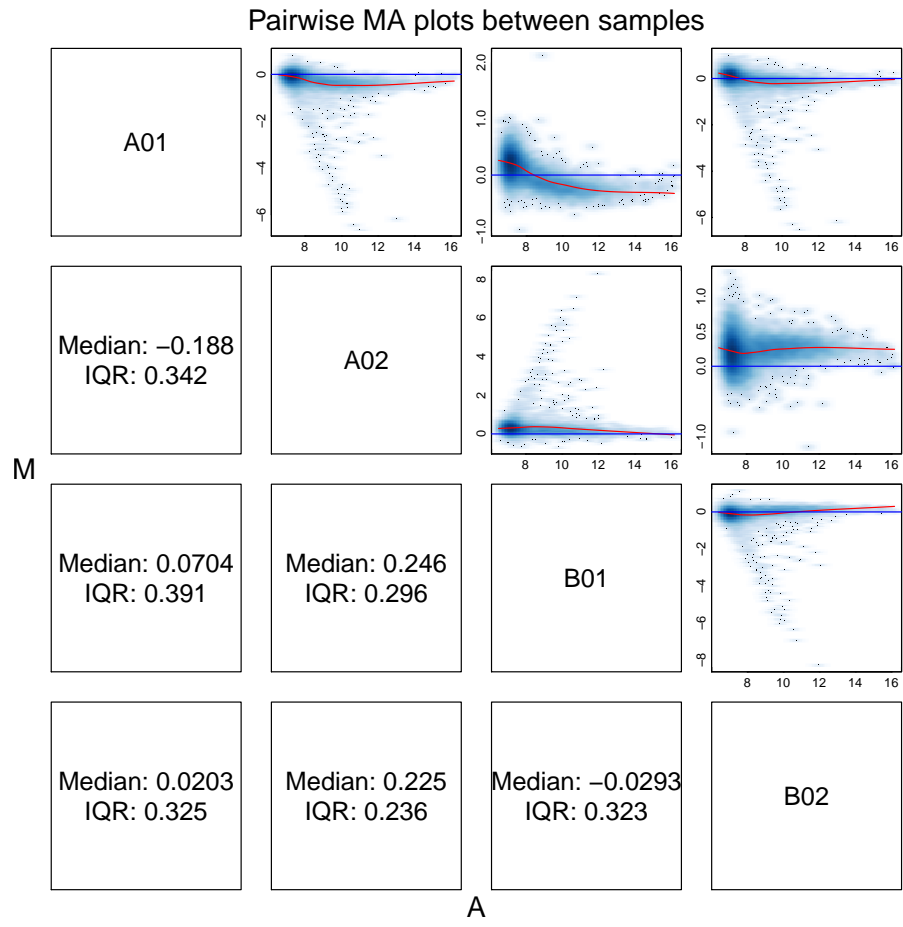 Pairwise MA plots between samples
A01
0
−2
−4
−6
8 10 12 14 16
2.0
1.0
0.0
−1.0
8 10 12 14 16
0
−2
−4
−6
8 10 12 14 16
Median: −0.188
IQR: 0.342
A02
8
6
4
2
0
8 10 12 14 16
1.0
0.5
0.0
−1.0
8 10 12 14 16
M
Median: 0.0704
IQR: 0.391
Median: 0.246
IQR: 0.296
B01
0
−2
−4
−6
−8
8 10 12 14 16
Median: 0.0203
IQR: 0.325
Median: 0.225
IQR: 0.236
Median: −0.0293
IQR: 0.323
B02
A